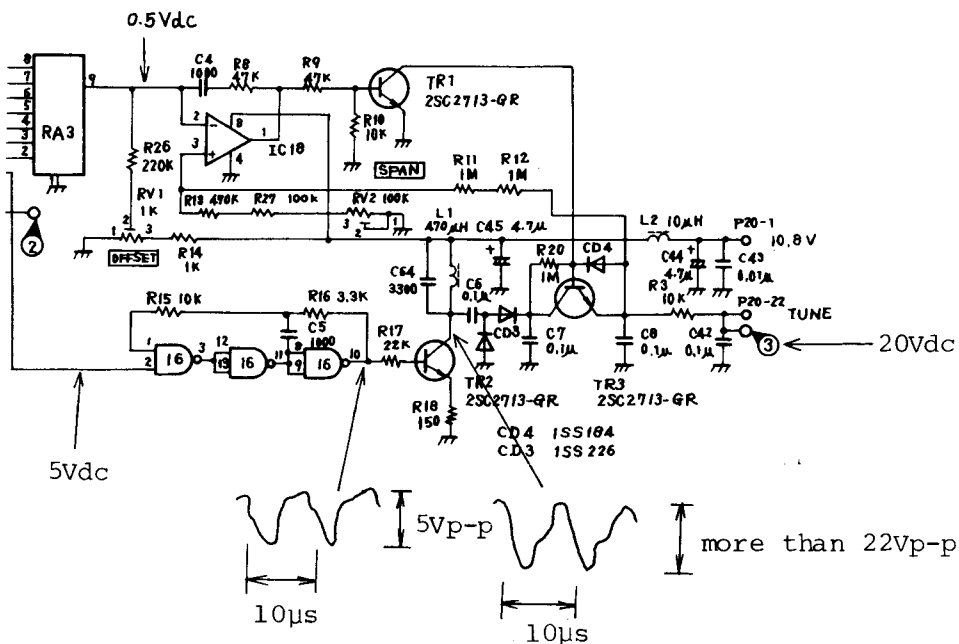 0.5Vdc
8
7
6
5
4
3
2
9
RA3
C4
1000
R8
47K
R9
47K
TR1
2SC2713-GR
R10
10K
2
3
8
1
4
IC18
SPAN
R26
220K
RV1
1K
R13 470K
R27 100K
RV2 100K
3
2
1
R11
1M
R12
1M
1
2
3
OFFSET
R14
1K
L1
470μH
C45 4.7μ
L2 10μH
P20-1
10.8V
C64
3300
C6
0.1μ
R20
1M
CD4
C44
4.7μ
C43
0.01μ
R3
10K
P20-22
TUNE
2
R15 10K
R16 3.3K
C5
1000
R17
22K
CD3
C7
0.1μ
C8
0.1μ
C42
0.1μ
3
20Vdc
1
2
16
3
12
13
16
11
8
9
16
10
TR2
2SC2713-GR
TR3
2SC2713-GR
R18
150
CD4 1SS184
CD3 1SS226
5Vdc
5Vp-p
more than 22Vp-p
10μs
10μs